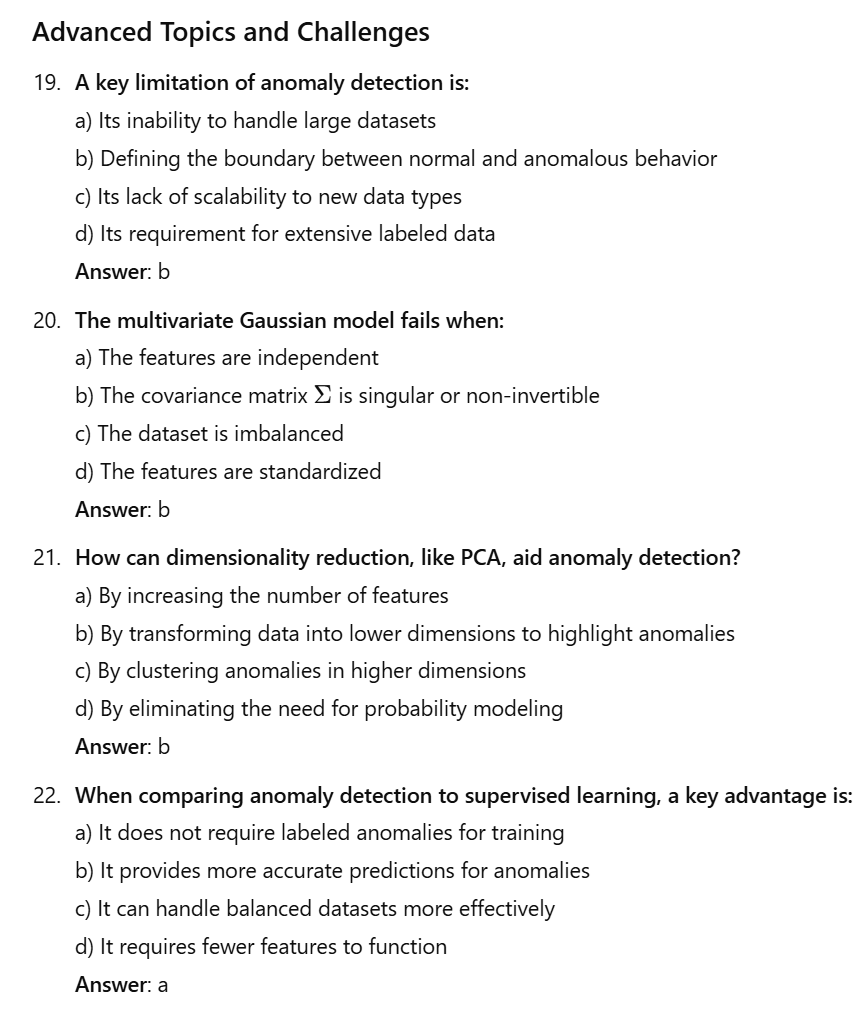 Advanced Topics and Challenges
19. A key limitation of anomaly detection is:
a) Its inability to handle large datasets
b) Defining the boundary between normal and anomalous behavior
c) Its lack of scalability to new data types
d) Its requirement for extensive labeled data
Answer: b
20. The multivariate Gaussian model fails when:
a) The features are independent
b) The covariance matrix Σ is singular or non-invertible
c) The dataset is imbalanced
d) The features are standardized
Answer: b
21. How can dimensionality reduction, like PCA, aid anomaly detection?
a) By increasing the number of features
b) By transforming data into lower dimensions to highlight anomalies
c) By clustering anomalies in higher dimensions
d) By eliminating the need for probability modeling
Answer: b
22. When comparing anomaly detection to supervised learning, a key advantage is:
a) It does not require labeled anomalies for training
b) It provides more accurate predictions for anomalies
c) It can handle balanced datasets more effectively
d) It requires fewer features to function
Answer: a